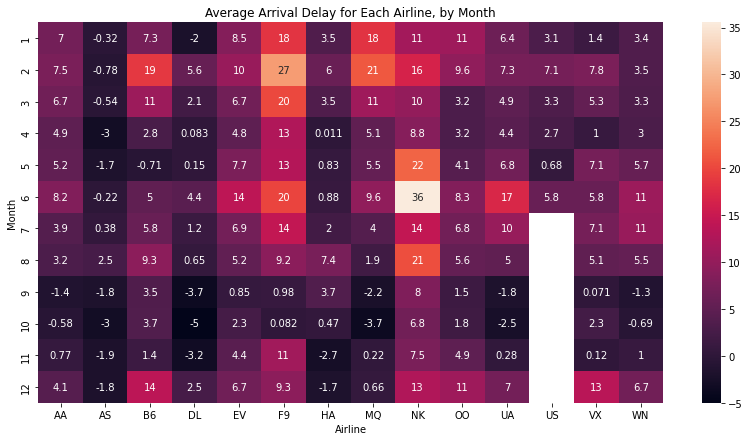 Average Arrival Delay for Each Airline, by Month
1 7 -0.32 7.3 -2 8.5 18 3.5 18 11 11 6.4 3.1 1.4 3.4
2 7.5 -0.78 19 5.6 10 27 6 21 16 9.6 7.3 7.1 7.8 3.5
3 6.7 -0.54 11 2.1 6.7 20 3.5 11 10 3.2 4.9 3.3 5.3 3.3
4 4.9 -3 2.8 0.083 4.8 13 0.011 5.1 8.8 3.2 4.4 2.7 1 3
5 5.2 -1.7 -0.71 0.15 7.7 13 0.83 5.5 22 4.1 6.8 0.68 7.1 5.7
6 8.2 -0.22 5 4.4 14 20 0.88 9.6 36 8.3 17 5.8 5.8 11
7 3.9 0.38 5.8 1.2 6.9 14 2 4 14 6.8 10 7.1 11
8 3.2 2.5 9.3 0.65 5.2 9.2 7.4 1.9 21 5.6 5 5.1 5.5
9 -1.4 -1.8 3.5 -3.7 0.85 0.98 3.7 -2.2 8 1.5 -1.8 0.071 -1.3
10 -0.58 -3 3.7 -5 2.3 0.082 0.47 -3.7 6.8 1.8 -2.5 2.3 -0.69
11 0.77 -1.9 1.4 -3.2 4.4 11 -2.7 0.22 7.5 4.9 0.28 0.12 1
12 4.1 -1.8 14 2.5 6.7 9.3 -1.7 0.66 13 11 7 13 6.7
AA AS B6 DL EV F9 HA MQ NK OO UA US VX WN
Airline
Month
35
30
25
20
15
10
5
0
-5